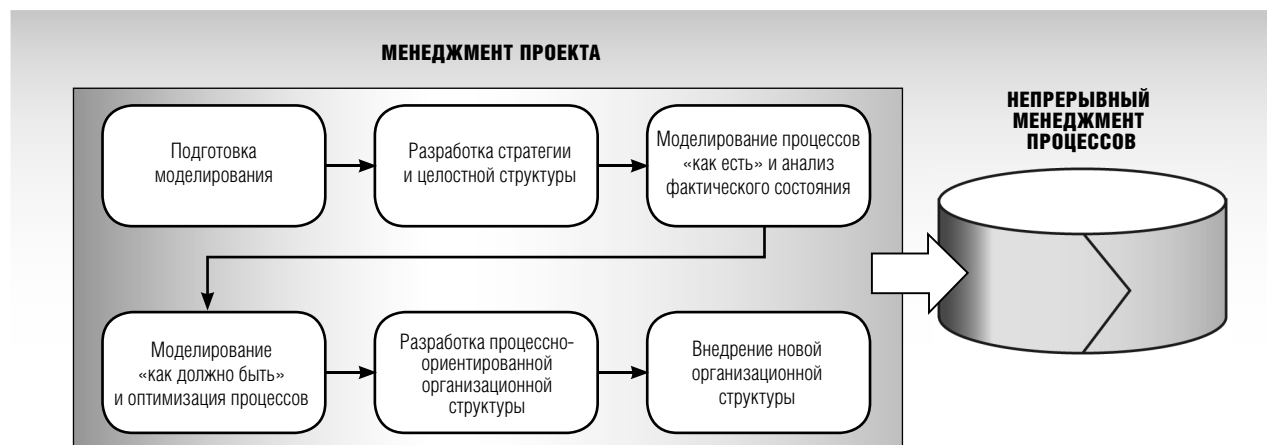 МЕНЕДЖМЕНТ ПРОЕКТА
НЕПРЕРЫВНЫЙ
МЕНЕДЖМЕНТ
ПРОЦЕССОВ
Подготовка
моделирования
Разработка стратегии
и целостной структуры
Моделирование процессов
«как есть» и анализ
фактического состояния
Моделирование
«как должно быть»
и оптимизация процессов
Разработка процессно-
ориентированной
организационной
структуры
Внедрение новой
организационной
структуры